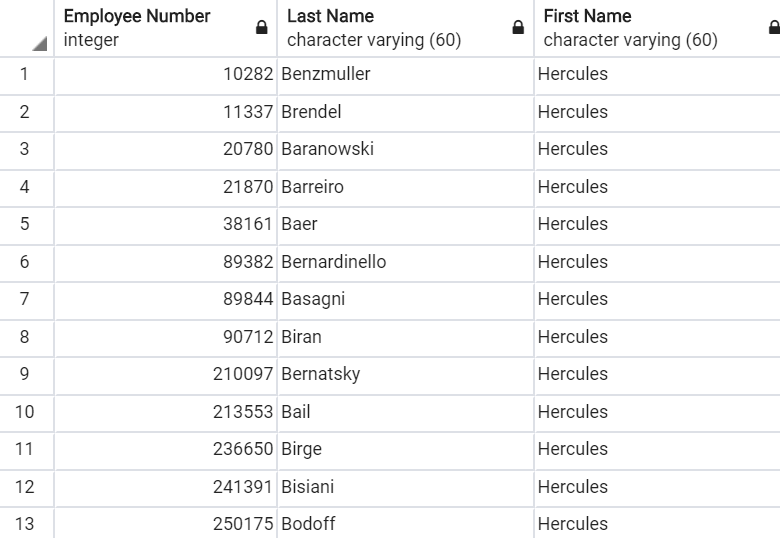 Employee Number Last Name First Name
integer character varying (60) character varying (60)
1 10282 Benzmuller Hercules
2 11337 Brendel Hercules
3 20780 Baranowski Hercules
4 21870 Barreiro Hercules
5 38161 Baer Hercules
6 89382 Bernardinello Hercules
7 89844 Basagni Hercules
8 90712 Biran Hercules
9 210097 Bernatsky Hercules
10 213553 Bail Hercules
11 236650 Birge Hercules
12 241391 Bisiani Hercules
13 250175 Bodoff Hercules